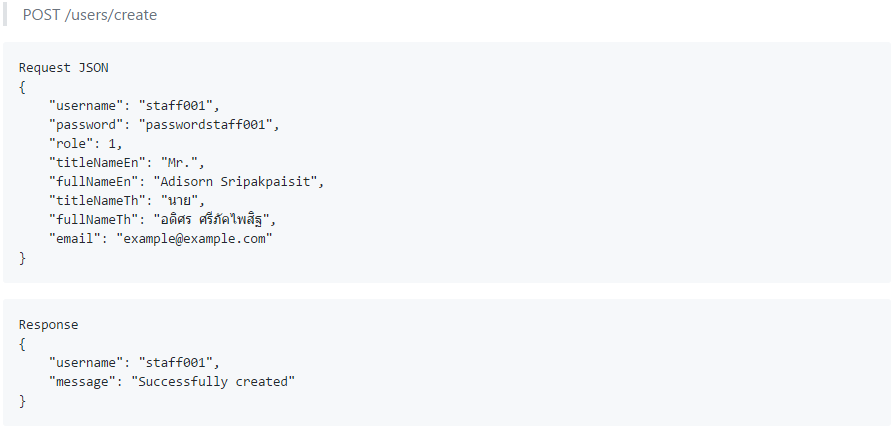 POST /users/create
Request JSON
{
"username": "staff001",
"password": "passwordstaff001",
"role": 1,
"titleNameEn": "Mr.",
"fullNameEn": "Adisorn Sripakpaisit",
"titleNameTh": "นาย",
"fullNameTh": "อดิศร ศรีภัคไพสิฐ",
"email": "example@example.com"
}
Response
{
"username": "staff001",
"message": "Successfully created"
}